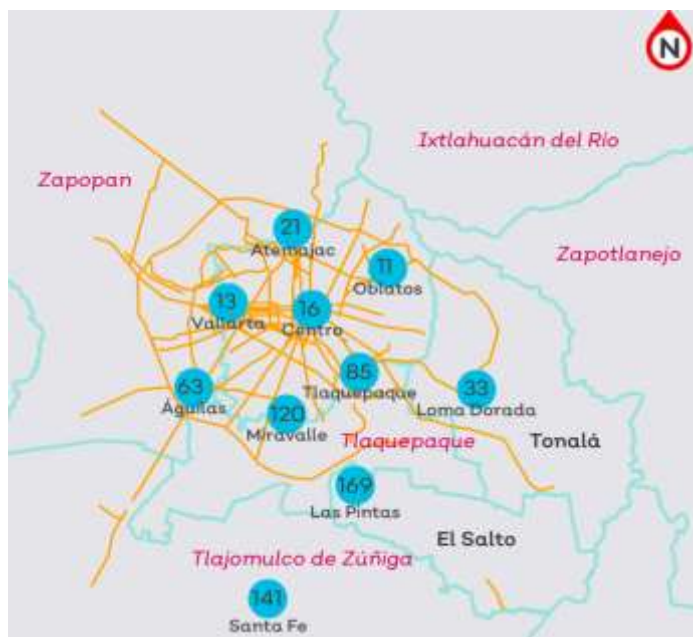 N
Ixtlahuacán del Río
Zapopan
21
Atemajac
Zapotlanejo
11
Oblatos
13
Vallarta
16
Centro
85
Tlaquepaque
63
Águilas
33
Loma Dorada
120
Miravalle
Tlaquepaque
Tonalá
169
Las Pintas
El Salto
Tlajomulco de Zúñiga
141
Santa Fe